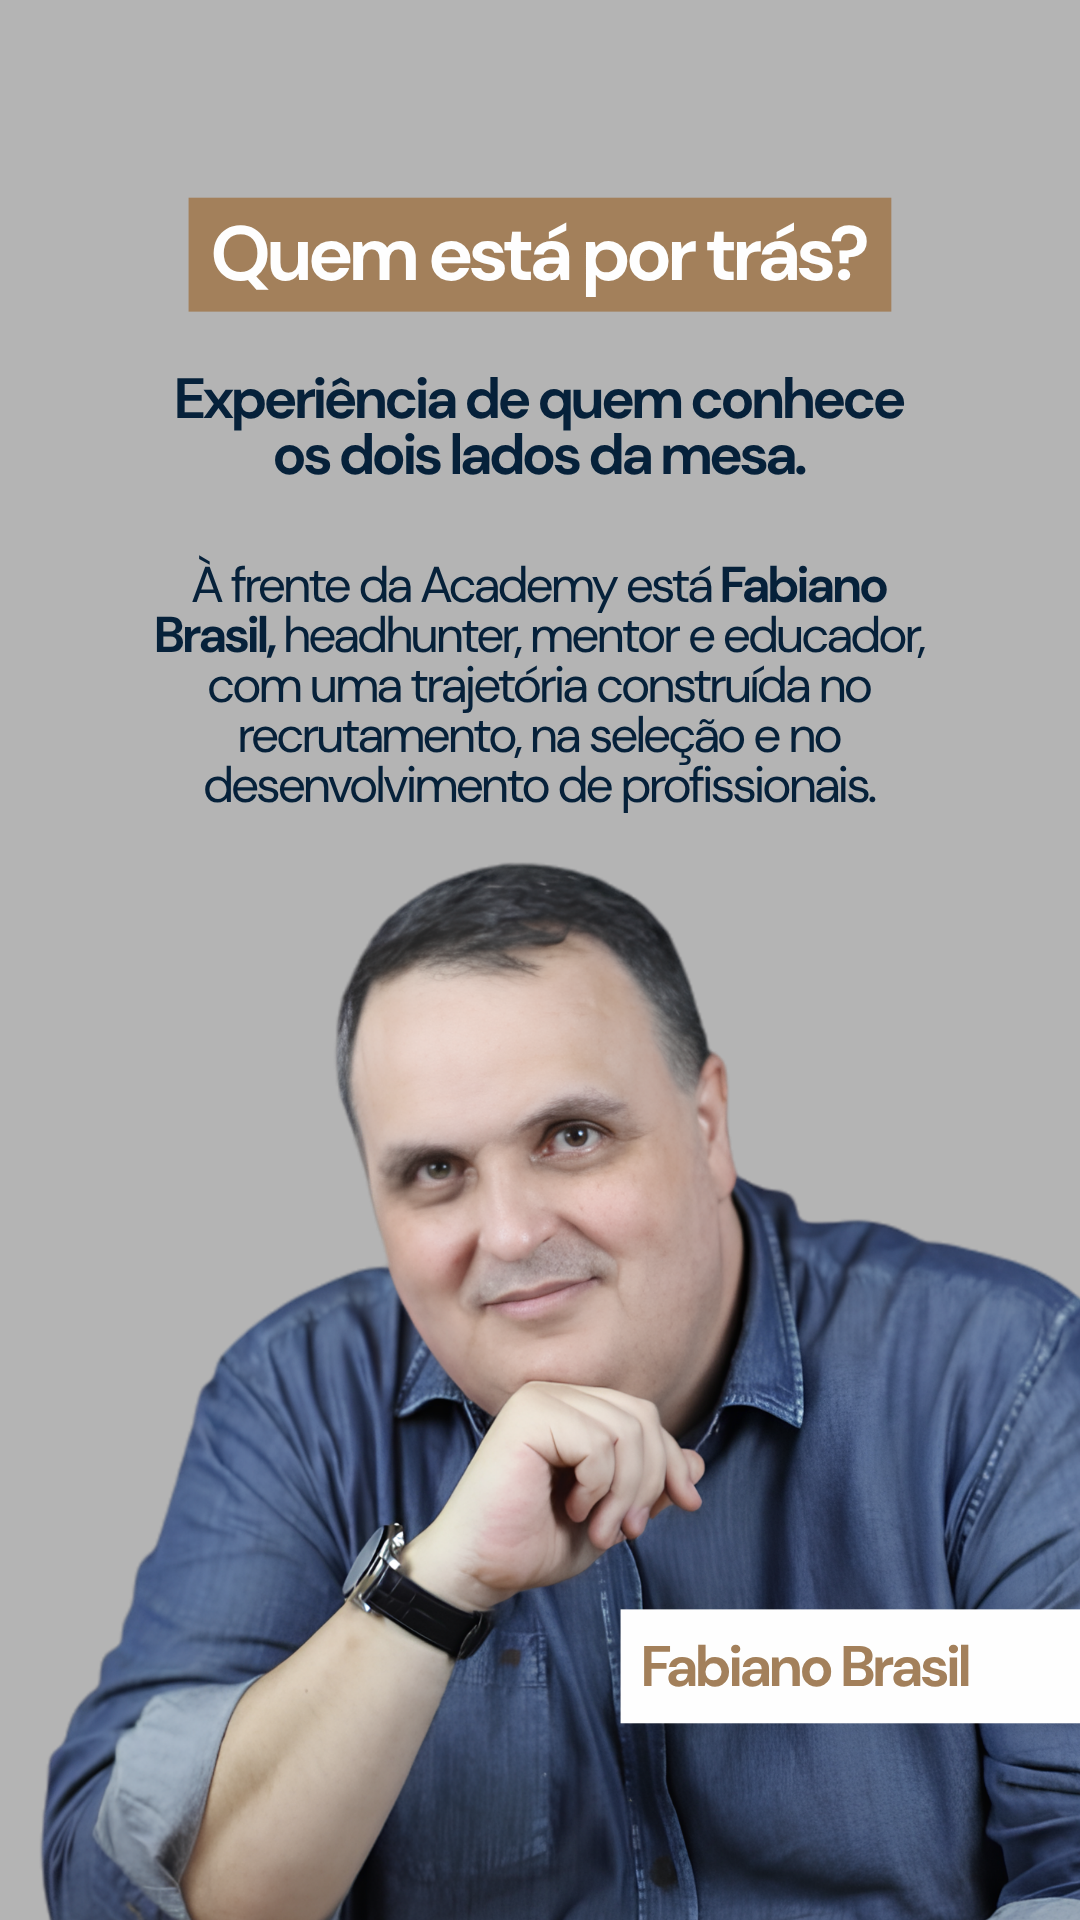 Quem está por trás?
Experiência de quem conhece
os dois lados da mesa.
À frente da Academy está Fabiano
Brasil, headhunter, mentor e educador,
com uma trajetória construída no
recrutamento, na seleção e no
desenvolvimento de profissionais.
Fabiano Brasil